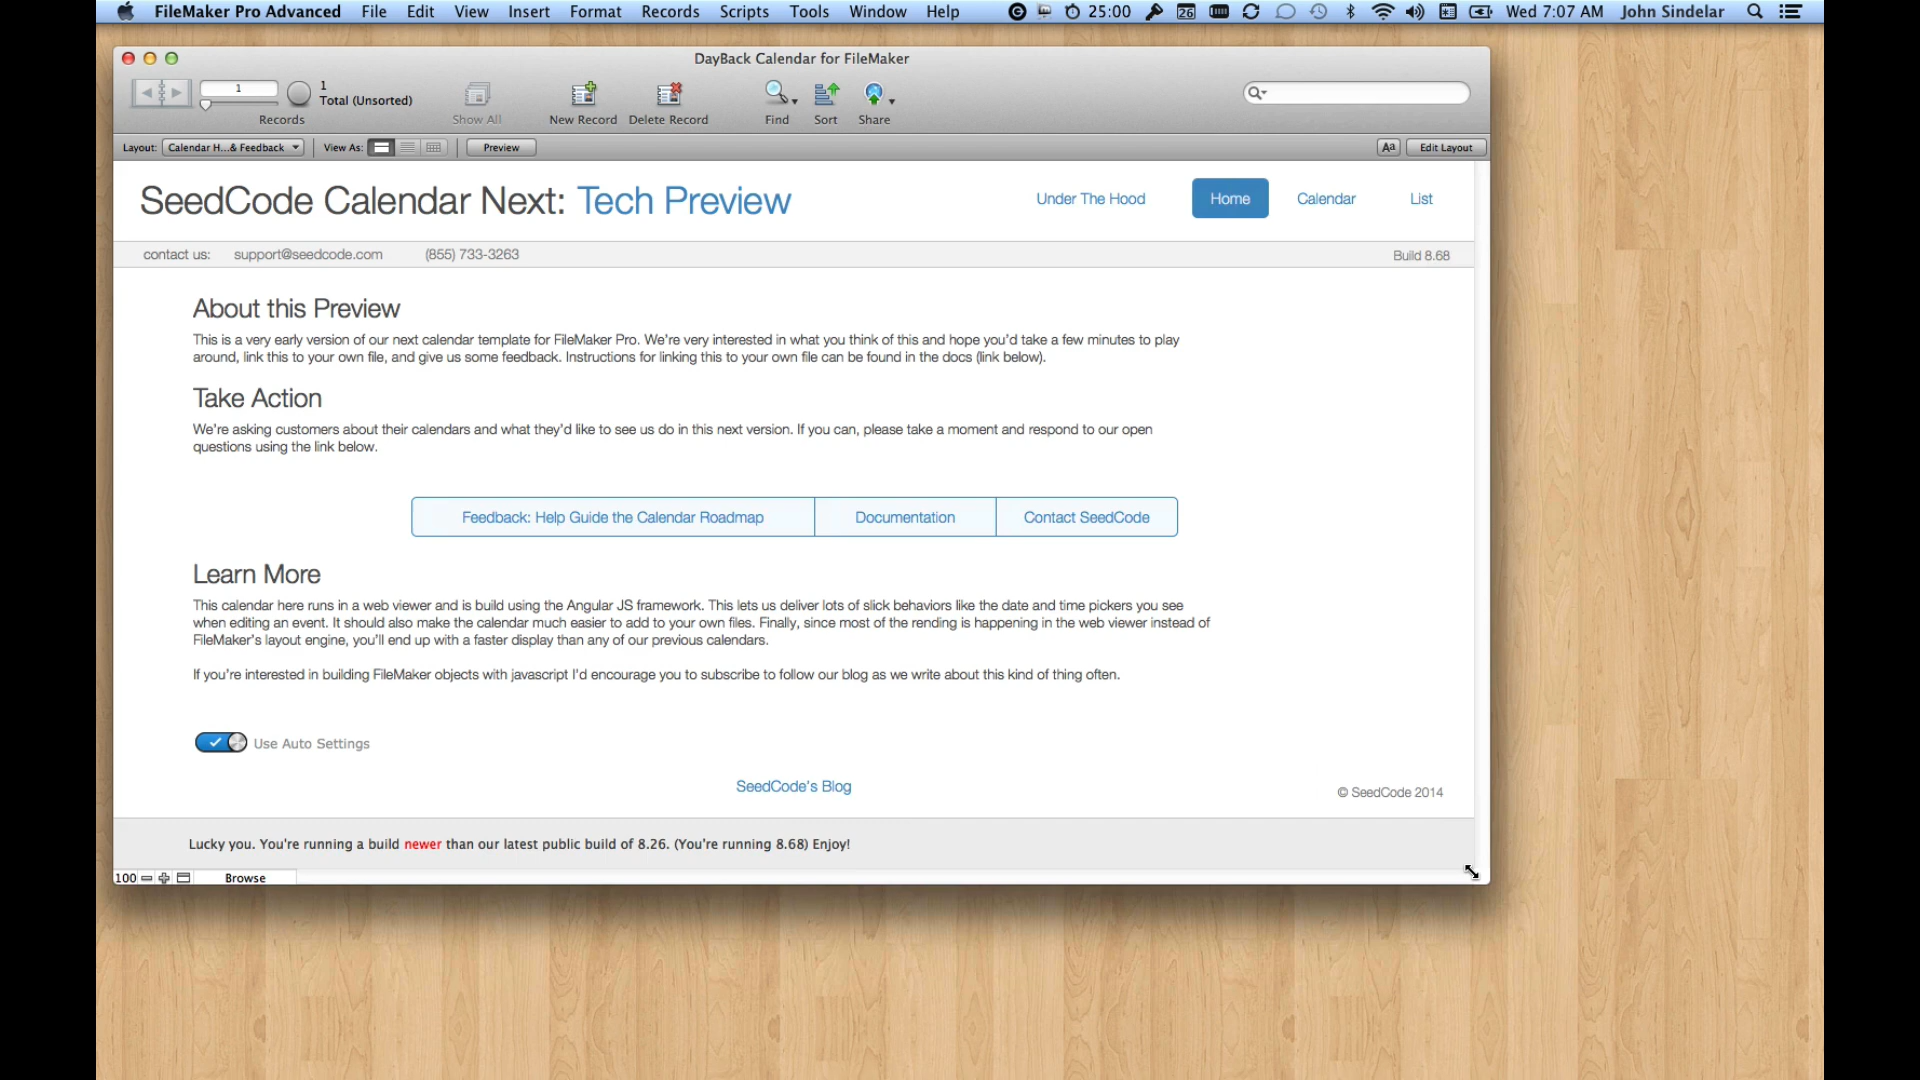 FileMaker Pro Advanced File Edit View Insert Format Records Scripts Tools Window Help 25:00 26 Wed 7:07 AM John Sindelar
DayBack Calendar for FileMaker
1
1
Total (Unsorted)
Records
Show All
New Record
Delete Record
Find
Sort
Share
Layout: Calendar H...& Feedback View As: Preview Aa Edit Layout
SeedCode Calendar Next: Tech Preview
Under The Hood Home Calendar List
contact us: support@seedcode.com (855) 733-3263 Build 8.68
About this Preview
This is a very early version of our next calendar template for FileMaker Pro. We're very interested in what you think of this and hope you'd take a few minutes to play
around, link this to your own file, and give us some feedback. Instructions for linking this to your own file can be found in the docs (link below).
Take Action
We're asking customers about their calendars and what they'd like to see us do in this next version. If you can, please take a moment and respond to our open
questions using the link below.
Feedback: Help Guide the Calendar Roadmap Documentation Contact SeedCode
Learn More
This calendar here runs in a web viewer and is build using the Angular JS framework. This lets us deliver lots of slick behaviors like the date and time pickers you see
when editing an event. It should also make the calendar much easier to add to your own files. Finally, since most of the rending is happening in the web viewer instead of
FileMaker's layout engine, you'll end up with a faster display than any of our previous calendars.
If you're interested in building FileMaker objects with javascript I'd encourage you to subscribe to follow our blog as we write about this kind of thing often.
Use Auto Settings
SeedCode's Blog
© SeedCode 2014
Lucky you. You're running a build newer than our latest public build of 8.26. (You're running 8.68) Enjoy!
100 Browse